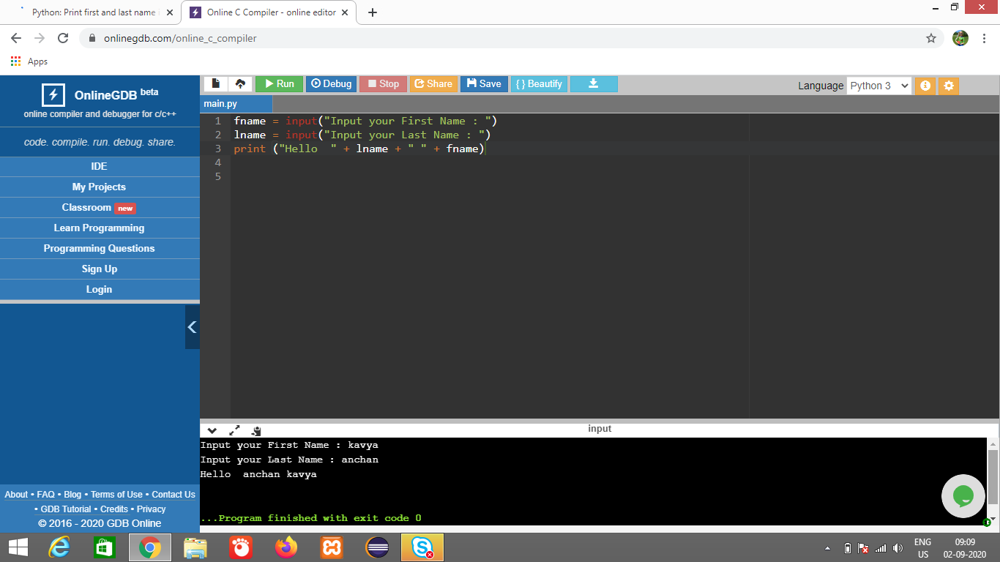 Python: Print first and last name
Online C Compiler - online editor
onlinegdb.com/online_c_compiler
Apps
OnlineGDB beta
online compiler and debugger for c/c++
code. compile. run. debug. share.
IDE
My Projects
Classroom new
Learn Programming
Programming Questions
Sign Up
Login
About • FAQ • Blog • Terms of Use • Contact Us
• GDB Tutorial • Credits • Privacy
© 2016 - 2020 GDB Online
Run Debug Stop Share Save { } Beautify
Language Python 3
main.py
1 fname = input("Input your First Name : ")
2 lname = input("Input your Last Name : ")
3 print ("Hello  " + lname + " " + fname)
4
5
input
Input your First Name : kavya
Input your Last Name : anchan
Hello  anchan kavya
...Program finished with exit code 0
ENG
US
09:09
02-09-2020